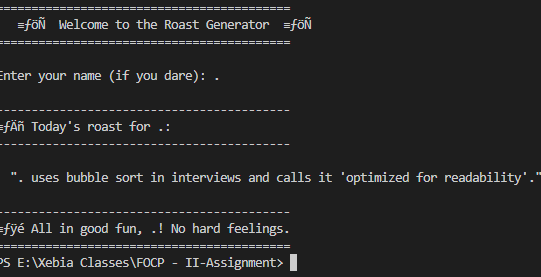 =============================================
≡ƒöÑ  Welcome to the Roast Generator  ≡ƒöÑ
=============================================
Enter your name (if you dare): .
---------------------------------------------
≡ƒÄñ Today's roast for .:
---------------------------------------------
". uses bubble sort in interviews and calls it 'optimized for readability'."
---------------------------------------------
≡ƒÿé All in good fun, .! No hard feelings.
=============================================
PS E:\Xebia Classes\FOCP - II-Assignment>